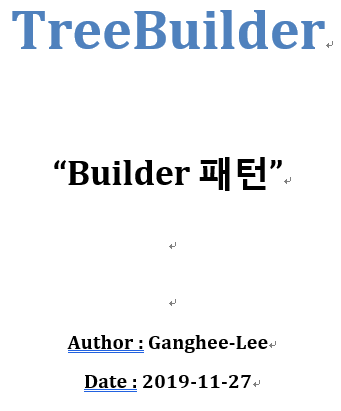 TreeBuilder
“Builder 패턴”
Author : Ganghee-Lee
Date : 2019-11-27